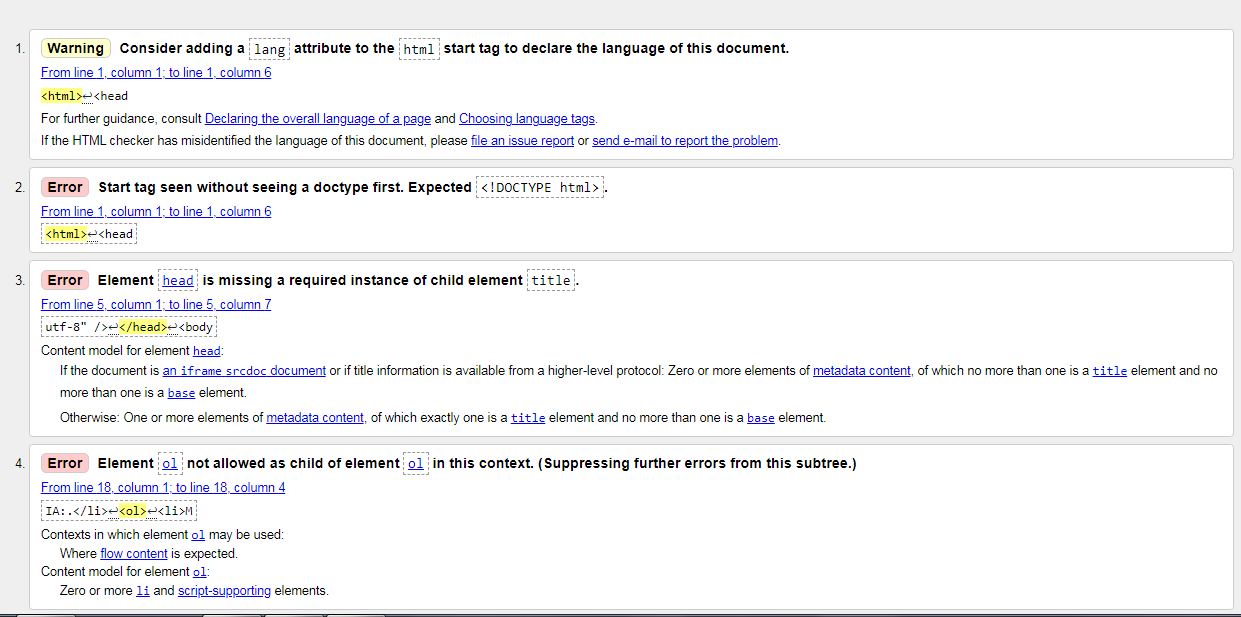 1. Warning Consider adding a lang attribute to the html start tag to declare the language of this document.
From line 1, column 1; to line 1, column 6
<html>↩<head
For further guidance, consult Declaring the overall language of a page and Choosing language tags.
If the HTML checker has misidentified the language of this document, please file an issue report or send e-mail to report the problem.
2. Error Start tag seen without seeing a doctype first. Expected <!DOCTYPE html>.
From line 1, column 1; to line 1, column 6
<html>↩<head
3. Error Element head is missing a required instance of child element title.
From line 5, column 1; to line 5, column 7
utf-8" />↩</head>↩<body
Content model for element head:
If the document is an iframe srcdoc document or if title information is available from a higher-level protocol: Zero or more elements of metadata content, of which no more than one is a title element and no
more than one is a base element.
Otherwise: One or more elements of metadata content, of which exactly one is a title element and no more than one is a base element.
4. Error Element ol not allowed as child of element ol in this context. (Suppressing further errors from this subtree.)
From line 18, column 1; to line 18, column 4
IA:.</li>↩<ol>↩<li>M
Contexts in which element ol may be used:
Where flow content is expected.
Content model for element ol:
Zero or more li and script-supporting elements.